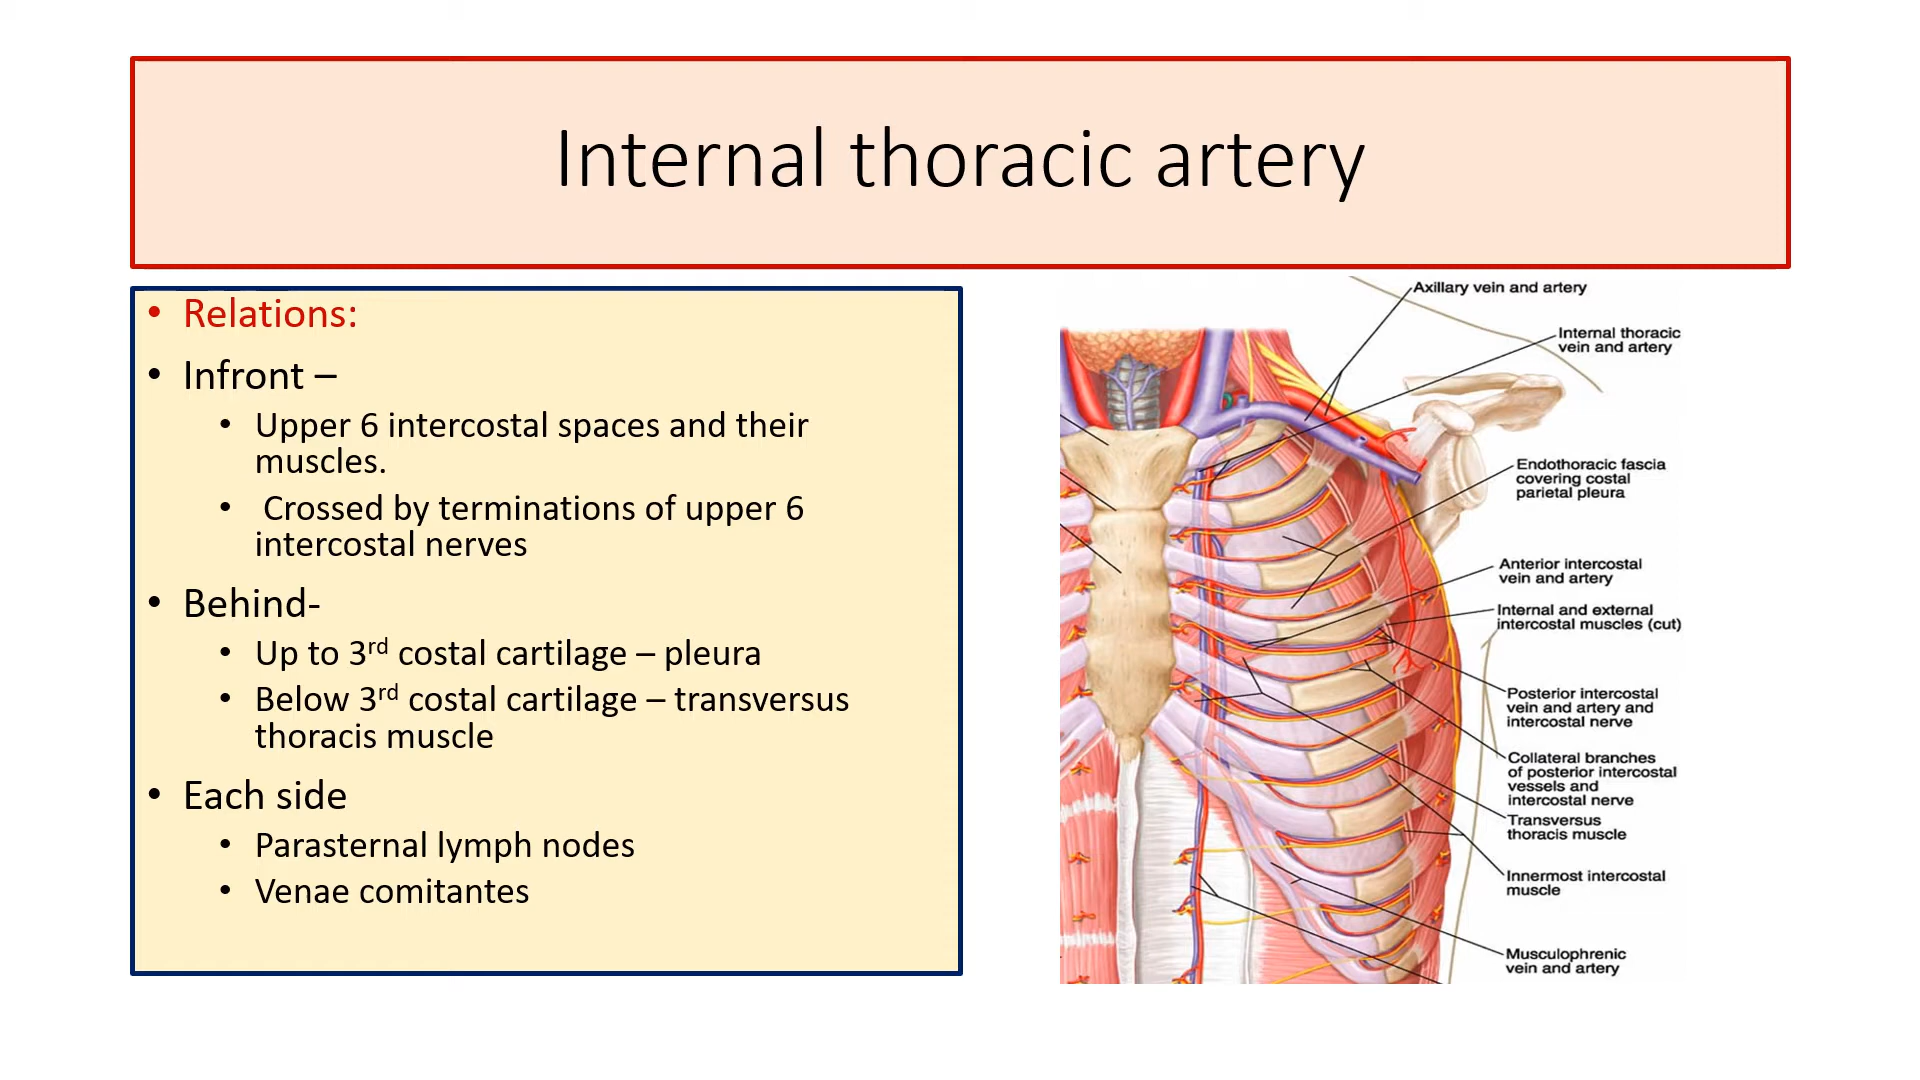 Internal thoracic artery
• Relations:
• Infront –
• Upper 6 intercostal spaces and their
muscles.
• Crossed by terminations of upper 6
intercostal nerves
• Behind-
• Up to 3rd costal cartilage – pleura
• Below 3rd costal cartilage – transversus
thoracis muscle
• Each side
• Parasternal lymph nodes
• Venae comitantes
Axillary vein and artery
Internal thoracic
vein and artery
Endothoracic fascia
covering costal
parietal pleura
Anterior intercostal
vein and artery
Internal and external
intercostal muscles (cut)
Posterior intercostal
vein and artery and
intercostal nerve
Collateral branches
of posterior intercostal
vessels and
intercostal nerve
Transversus
thoracis muscle
Innermost intercostal
muscle
Musculophrenic
vein and artery